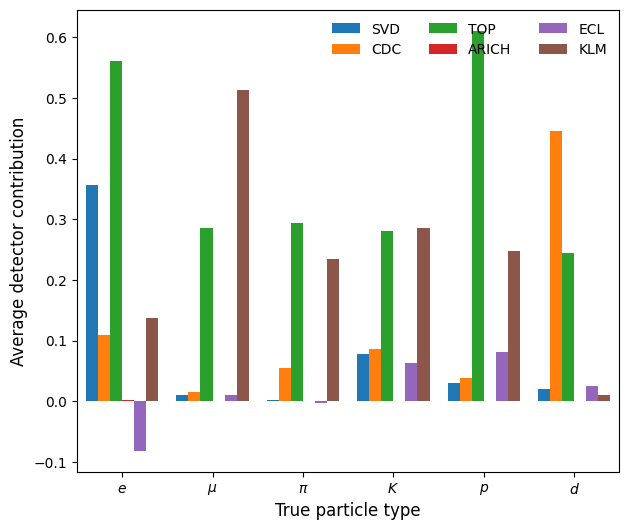 SVD TOP ECL
CDC ARICH KLM
Average detector contribution
0.6
0.5
0.4
0.3
0.2
0.1
0.0
−0.1
e μ π K p d
True particle type